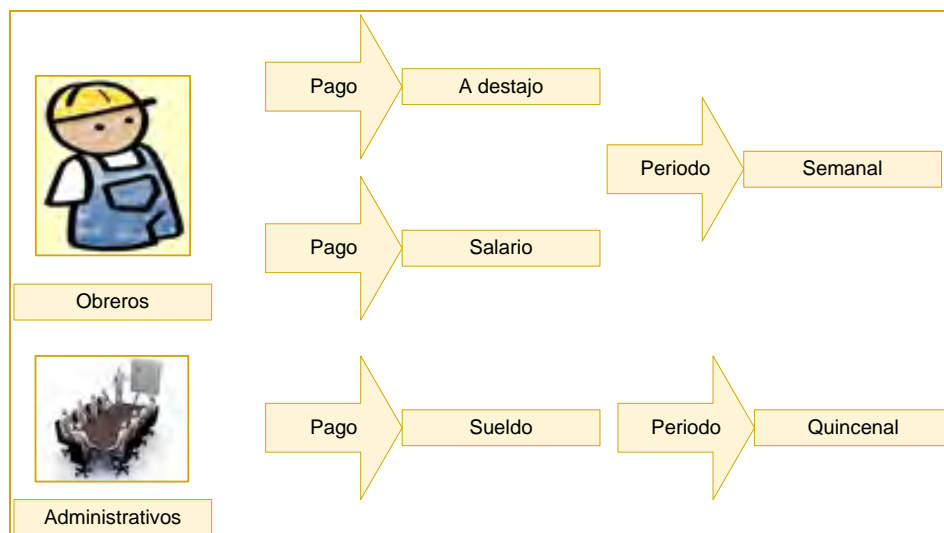 Pago
A destajo
Periodo
Semanal
Pago
Salario
Obreros
Pago
Sueldo
Periodo
Quincenal
Administrativos